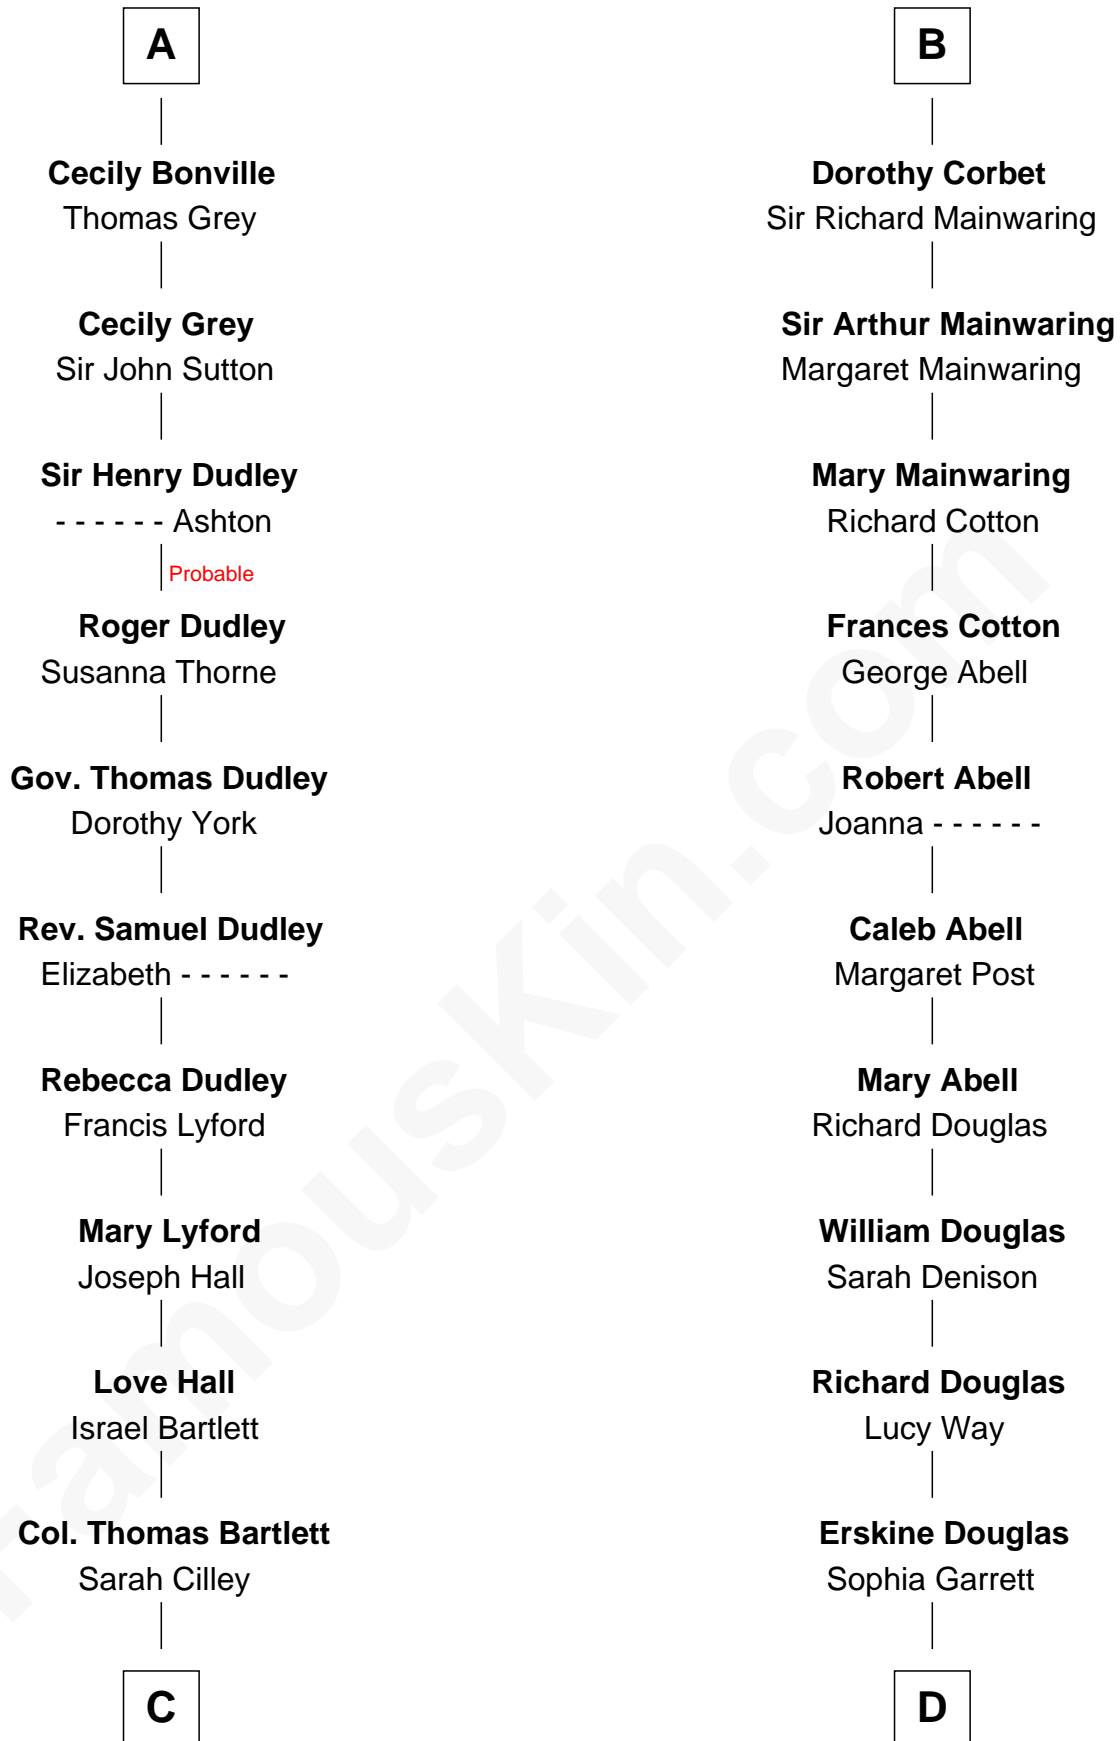 A
Cecily Bonville
Thomas Grey
Cecily Grey
Sir John Sutton
Sir Henry Dudley
- - - - - - Ashton
Probable
Roger Dudley
Susanna Thorne
Gov. Thomas Dudley
Dorothy York
Rev. Samuel Dudley
Elizabeth - - - - - -
Rebecca Dudley
Francis Lyford
Mary Lyford
Joseph Hall
Love Hall
Israel Bartlett
Col. Thomas Bartlett
Sarah Cilley
C
B
Dorothy Corbet
Sir Richard Mainwaring
Sir Arthur Mainwaring
Margaret Mainwaring
Mary Mainwaring
Richard Cotton
Frances Cotton
George Abell
Robert Abell
Joanna - - - - - -
Caleb Abell
Margaret Post
Mary Abell
Richard Douglas
William Douglas
Sarah Denison
Richard Douglas
Lucy Way
Erskine Douglas
Sophia Garrett
D
FamousKin.com